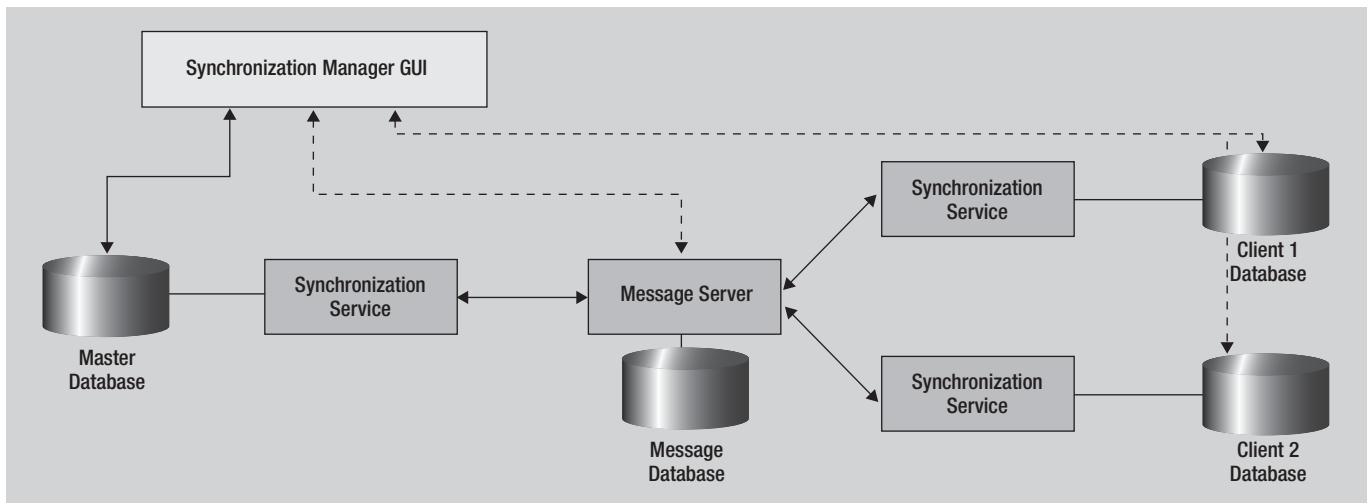 Synchronization Manager GUI
Synchronization
Service
Client 1
Database
Synchronization
Service
Message Server
Master
Database
Synchronization
Service
Message
Database
Client 2
Database